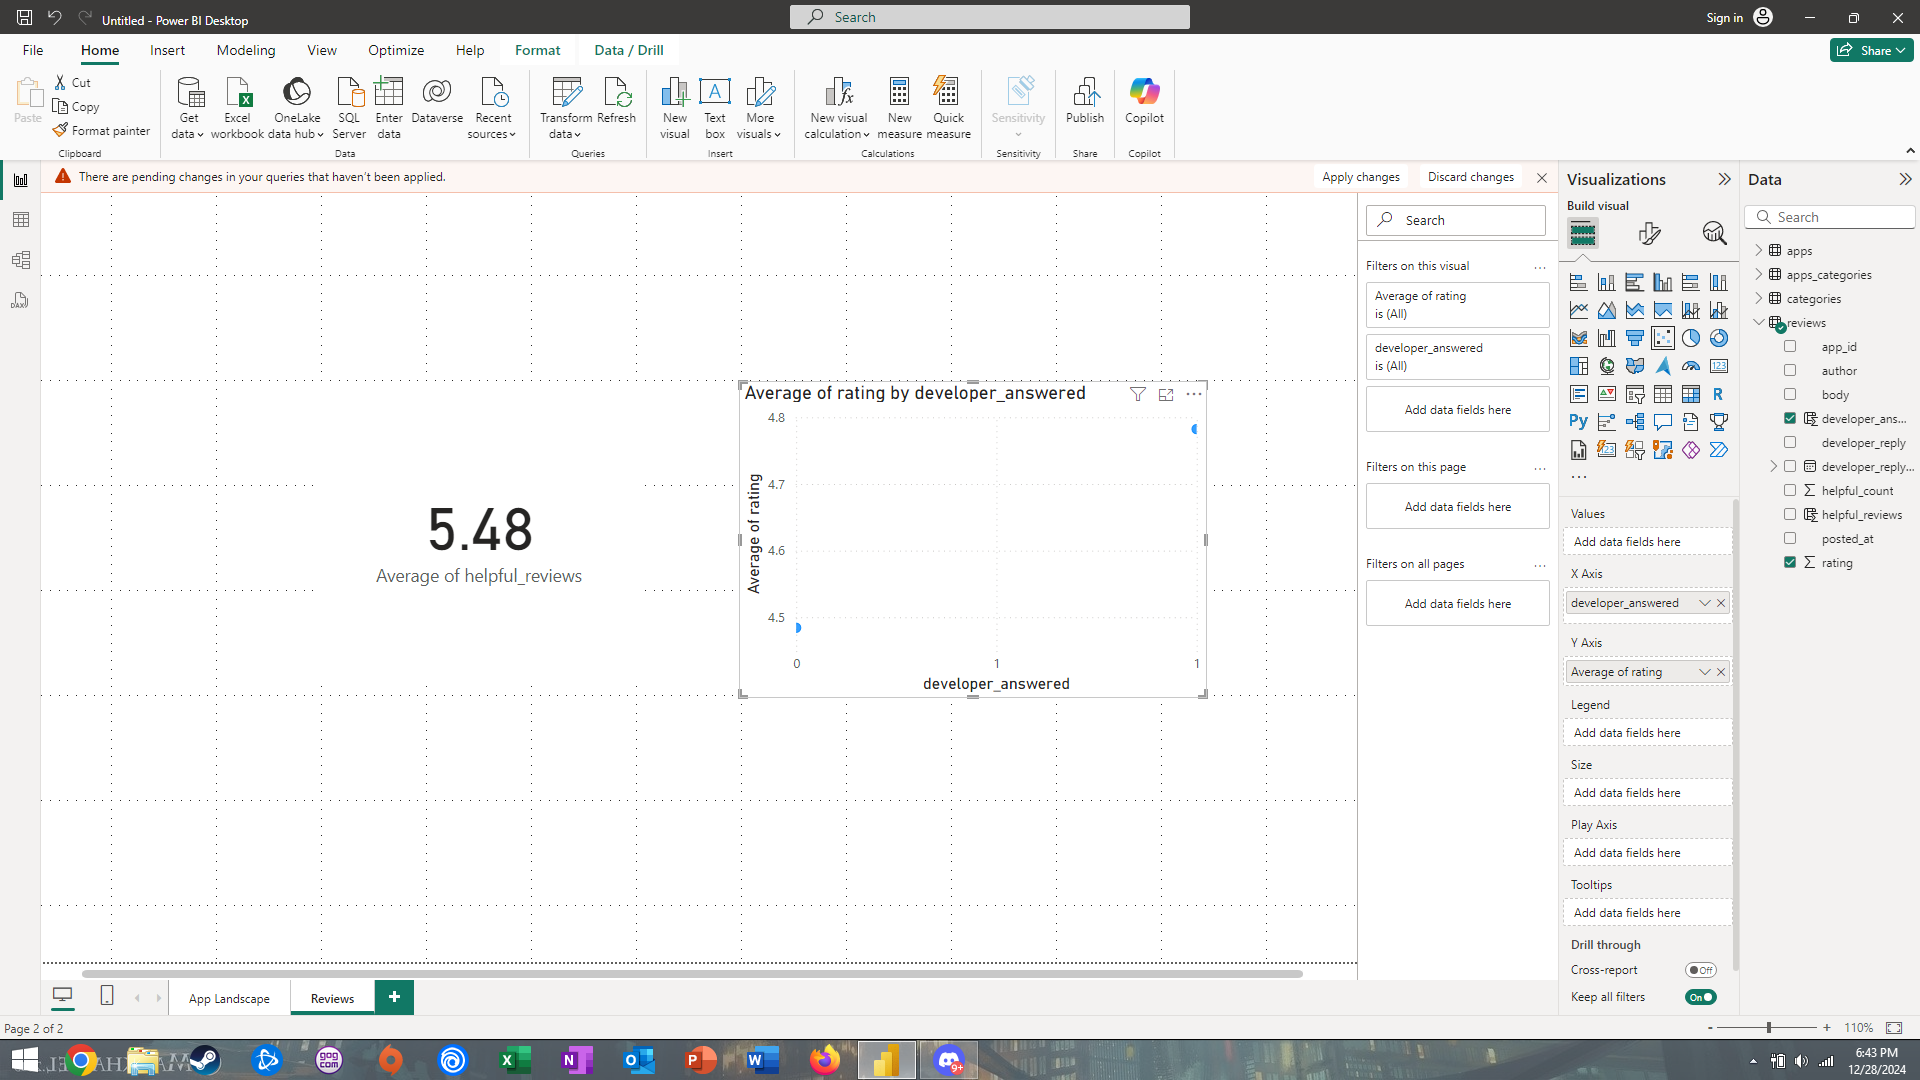 Untitled - Power BI Desktop
Search
Sign in
File
Home
Insert
Modeling
View
Optimize
Help
Format
Data / Drill
Share
Paste
Cut
Copy
Format painter
Clipboard
Get data
Excel workbook
OneLake data hub
SQL Server
Enter data
Dataverse
Recent sources
Data
Transform data
Refresh
Queries
New visual
Text box
More visuals
Insert
New visual calculation
New measure
Quick measure
Calculations
Sensitivity
Sensitivity
Publish
Share
Copilot
Copilot
There are pending changes in your queries that haven't been applied.
Apply changes
Discard changes
5.48
Average of helpful_reviews
Average of rating by developer_answered
4.8
4.7
4.6
4.5
Average of rating
0
1
1
developer_answered
Search
Filters on this visual
Average of rating
is (All)
developer_answered
is (All)
Add data fields here
Filters on this page
Add data fields here
Filters on all pages
Add data fields here
Visualizations
Build visual
Values
Add data fields here
X Axis
developer_answered
Y Axis
Average of rating
Legend
Add data fields here
Size
Add data fields here
Play Axis
Add data fields here
Tooltips
Add data fields here
Drill through
Cross-report
Off
Keep all filters
On
Data
Search
apps
apps_categories
categories
reviews
app_id
author
body
developer_ans...
developer_reply
developer_reply...
helpful_count
helpful_reviews
posted_at
rating
App Landscape
Reviews
Page 2 of 2
110%
6:43 PM
12/28/2024